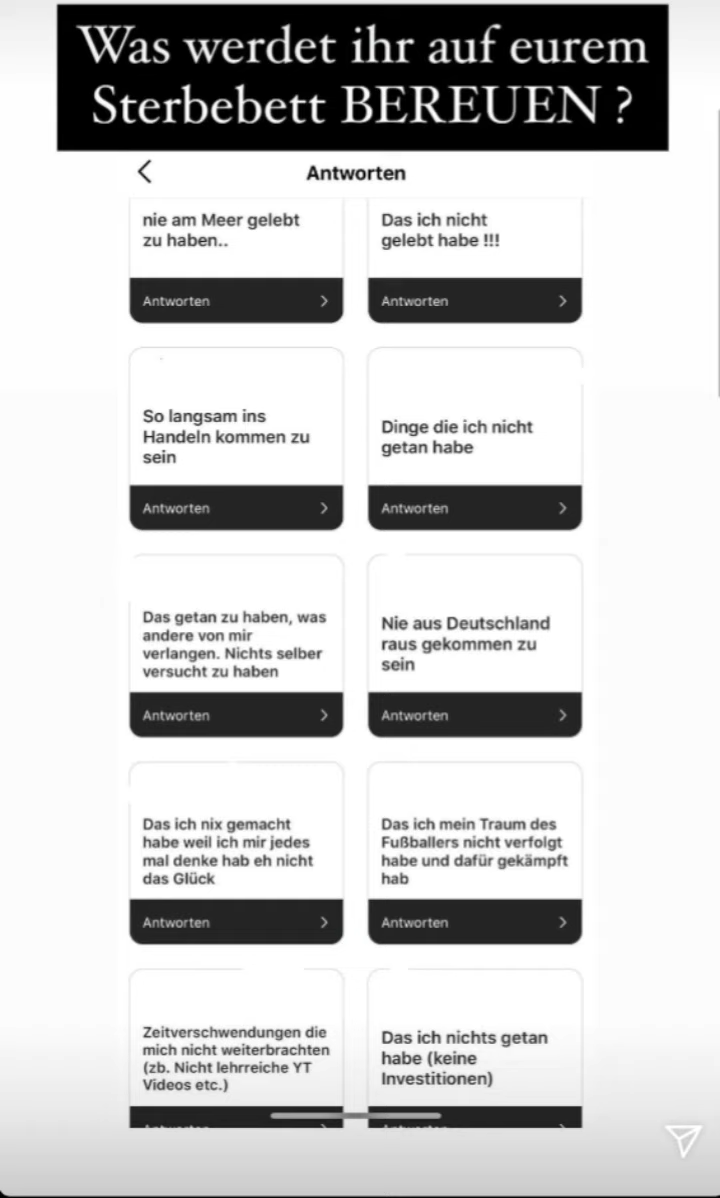 Was werdet ihr auf eurem
Sterbebett BEREUEN ?
Antworten
nie am Meer gelebt
zu haben..
Antworten
Das ich nicht
gelebt habe !!!
Antworten
So langsam ins
Handeln kommen zu
sein
Antworten
Dinge die ich nicht
getan habe
Antworten
Das getan zu haben, was
andere von mir
verlangen. Nichts selber
versucht zu haben
Antworten
Nie aus Deutschland
raus gekommen zu
sein
Antworten
Das ich nix gemacht
habe weil ich mir jedes
mal denke hab eh nicht
das Glück
Antworten
Das ich mein Traum des
Fußballers nicht verfolgt
habe und dafür gekämpft
hab
Antworten
Zeitverschwendungen die
mich nicht weiterbrachten
(zb. Nicht lehrreiche YT
Videos etc.)
Das ich nichts getan
habe (keine
Investitionen)